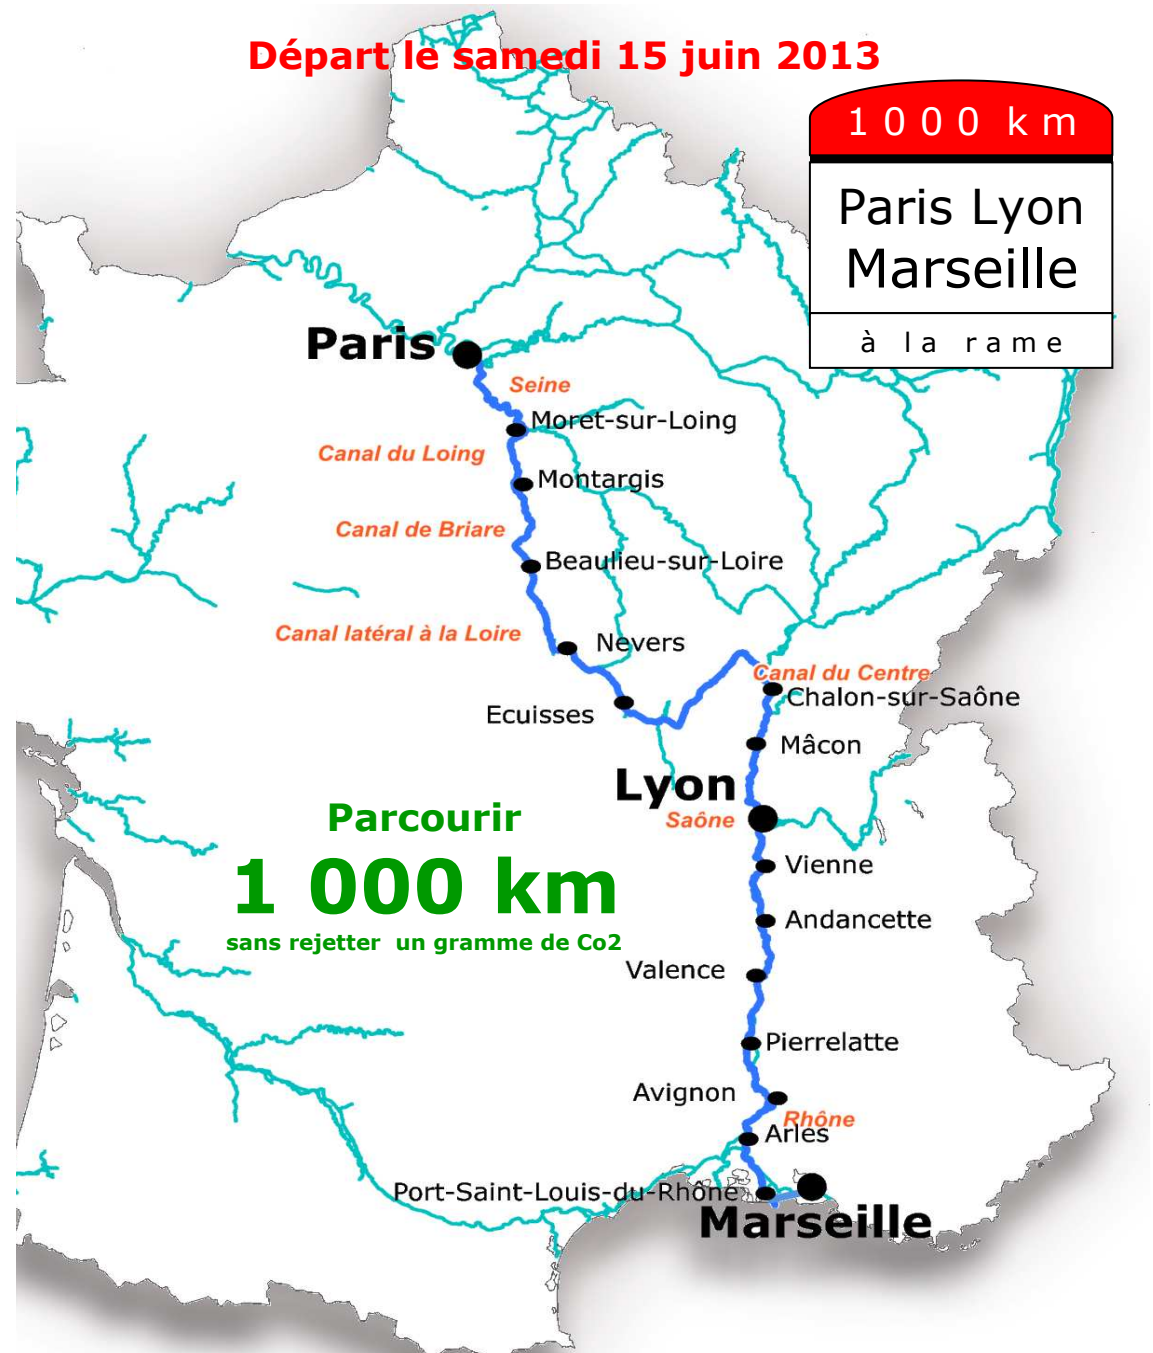 Départ le samedi 15 juin 2013
1000 km
Paris Lyon
Marseille
à la rame
Paris
Seine
Moret-sur-Loing
Canal du Loing
Montargis
Canal de Briare
Beaulieu-sur-Loire
Canal latéral à la Loire
Nevers
Canal du Centre
Chalon-sur-Saône
Ecuisses
Mâcon
Lyon
Saône
Parcourir
1 000 km
sans rejetter un gramme de Co2
Vienne
Andancette
Valence
Pierrelatte
Avignon
Rhône
Arles
Port-Saint-Louis-du-Rhône
Marseille